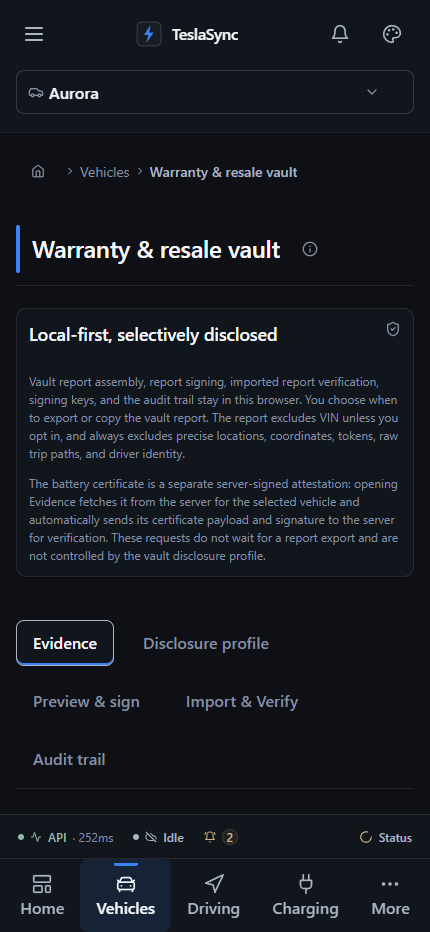 TeslaSync
Aurora
Vehicles
Warranty & resale vault
Warranty & resale vault
Local-first, selectively disclosed
Vault report assembly, report signing, imported report verification,
signing keys, and the audit trail stay in this browser. You choose when
to export or copy the vault report. The report excludes VIN unless you
opt in, and always excludes precise locations, coordinates, tokens, raw
trip paths, and driver identity.
The battery certificate is a separate server-signed attestation: opening
Evidence fetches it from the server for the selected vehicle and
automatically sends its certificate payload and signature to the server
for verification. These requests do not wait for a report export and are
not controlled by the vault disclosure profile.
Evidence
Disclosure profile
Preview & sign
Import & Verify
Audit trail
API · 252ms
Idle
2
Status
Home
Vehicles
Driving
Charging
More